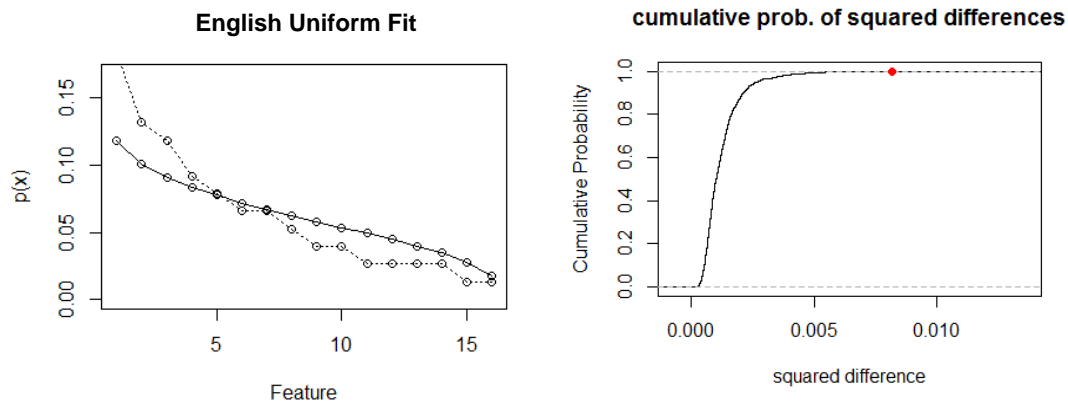 English Uniform Fit
p(x)
0.15
0.10
0.05
0.00
5
10
15
Feature
cumulative prob. of squared differences
Cumulative Probability
1.0
0.8
0.6
0.4
0.2
0.0
0.000
0.005
0.010
squared difference